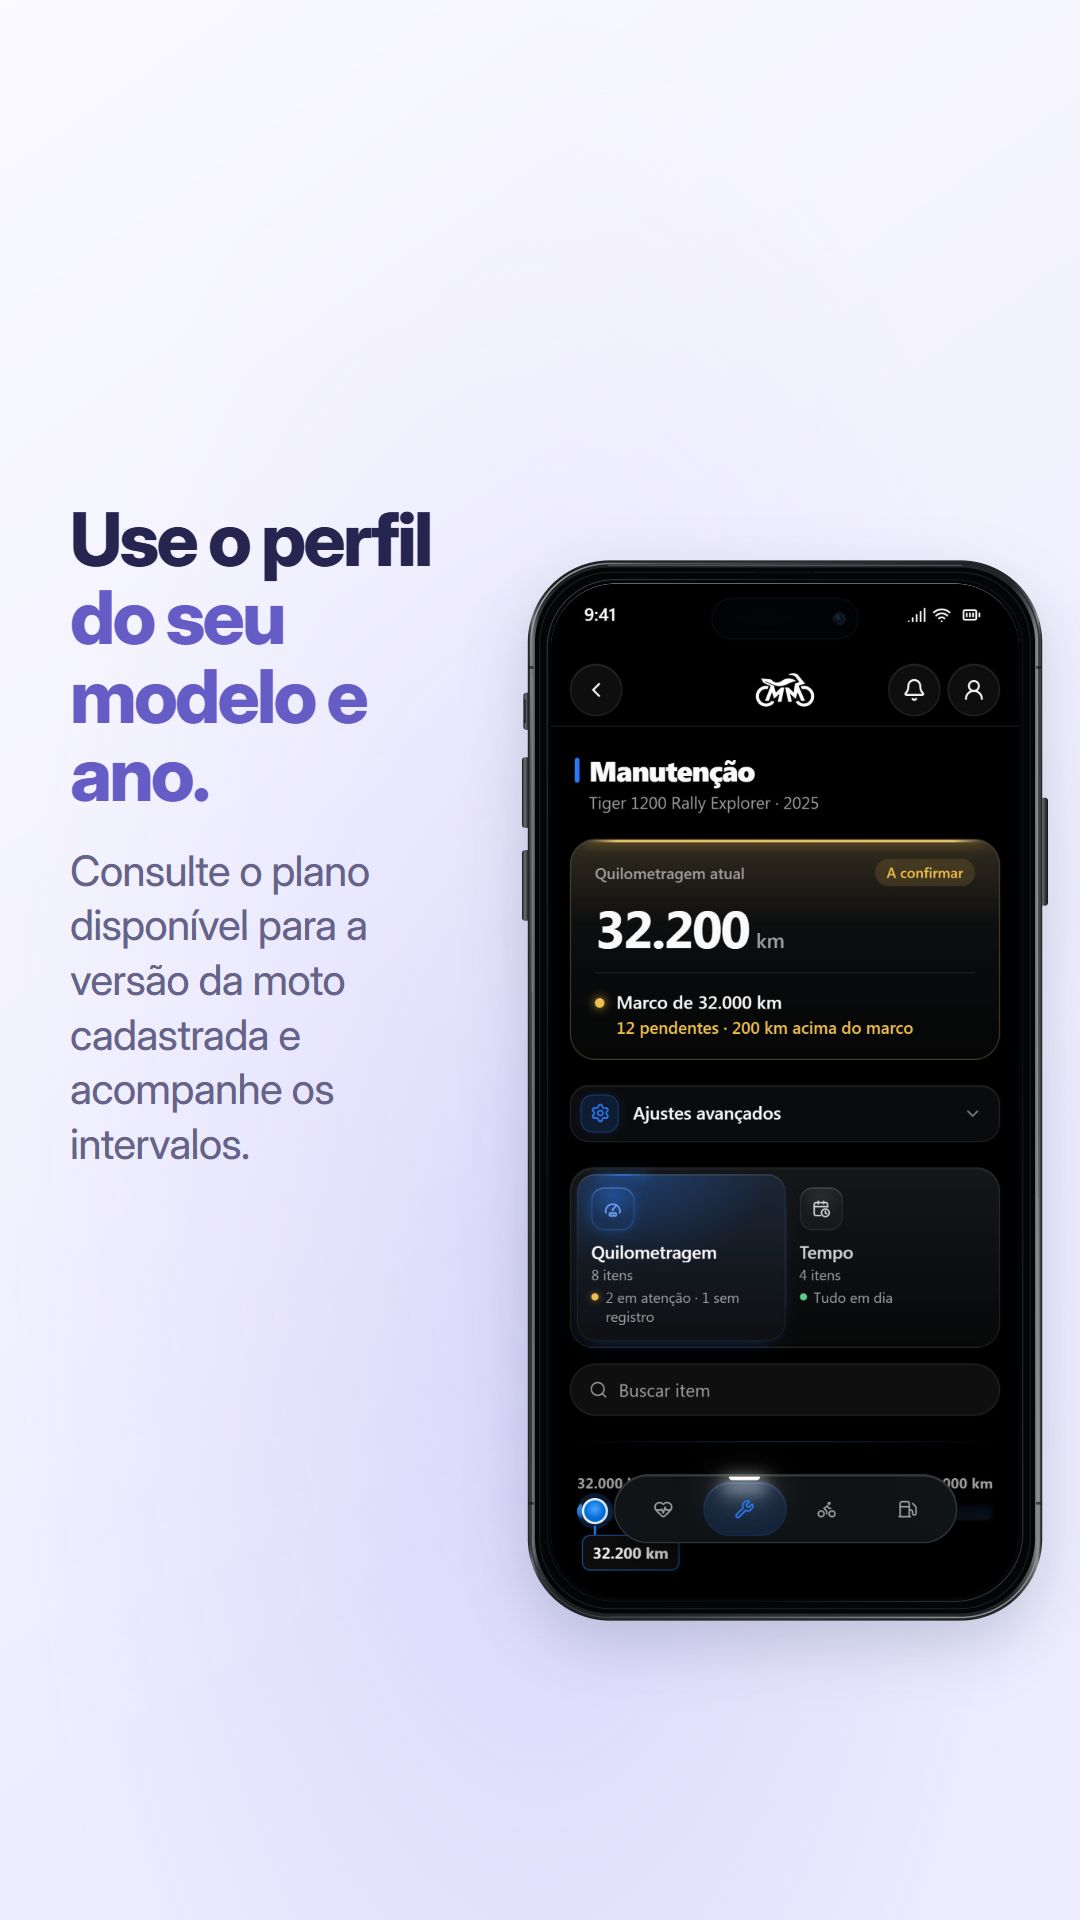 Use o perfil
do seu
modelo e
ano.
Consulte o plano
disponível para a
versão da moto
cadastrada e
acompanhe os
intervalos.
9:41
MM
Manutenção
Tiger 1200 Rally Explorer · 2025
Quilometragem atual
A confirmar
32.200 km
Marco de 32.000 km
12 pendentes · 200 km acima do marco
Ajustes avançados
Quilometragem
8 itens
2 em atenção · 1 sem
registro
Tempo
4 itens
Tudo em dia
Buscar item
32.000
000 km
32.200 km